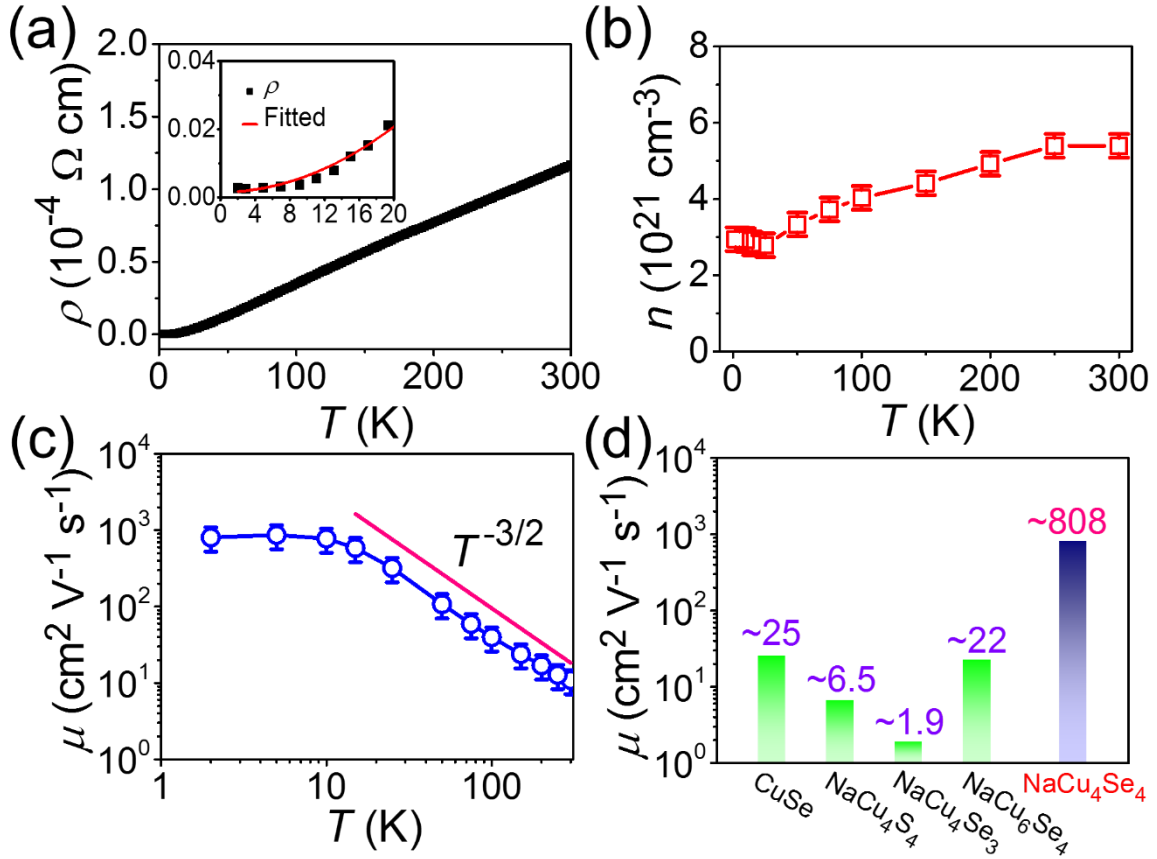 (a)
2.0
1.5
1.0
0.5
0.0
ρ (10⁻⁴ Ω cm)
0.04
0.02
0.00
ρ
Fitted
0 4 8 12 16 20
0 100 200 300
T (K)
(b)
8
6
4
2
0
n (10²¹ cm⁻³)
0 100 200 300
T (K)
(c)
10⁴
10³
10²
10¹
10⁰
μ (cm² V⁻¹ s⁻¹)
T⁻³/²
1 10 100
T (K)
(d)
10⁴
10³
10²
10¹
10⁰
μ (cm² V⁻¹ s⁻¹)
~25
~6.5
~1.9
~22
~808
CuSe
NaCu₄S₄
NaCu₄Se₃
NaCu₆Se₄
NaCu₄Se₄